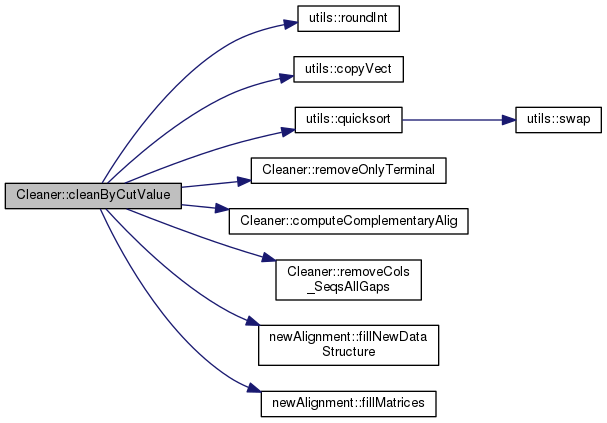 utils::roundInt
utils::copyVect
utils::quicksort
utils::swap
Cleaner::removeOnlyTerminal
Cleaner::cleanByCutValue
Cleaner::computeComplementaryAlig
Cleaner::removeCols
_SeqsAllGaps
newAlignment::fillNewData
Structure
newAlignment::fillMatrices